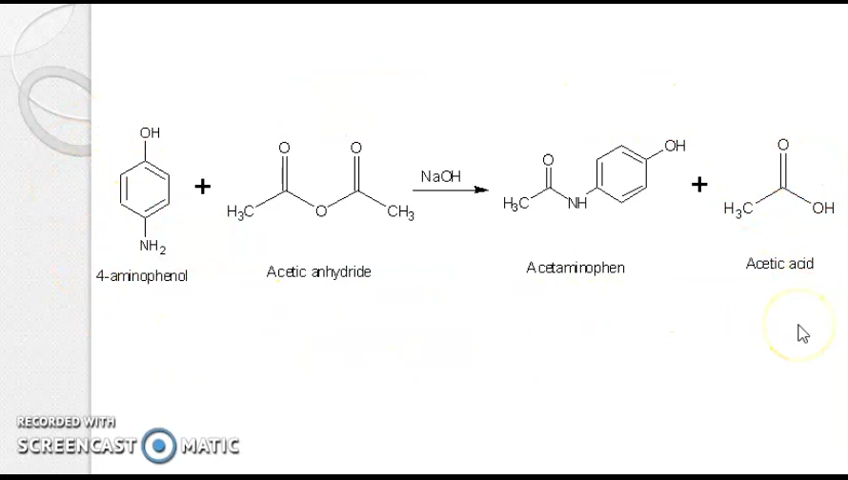 OH
NH2
4-aminophenol
+
O
O
H3C
O
CH3
Acetic anhydride
NaOH
O
H3C
NH
OH
Acetaminophen
+
O
H3C
OH
Acetic acid
RECORDED WITH
SCREENCAST MATIC